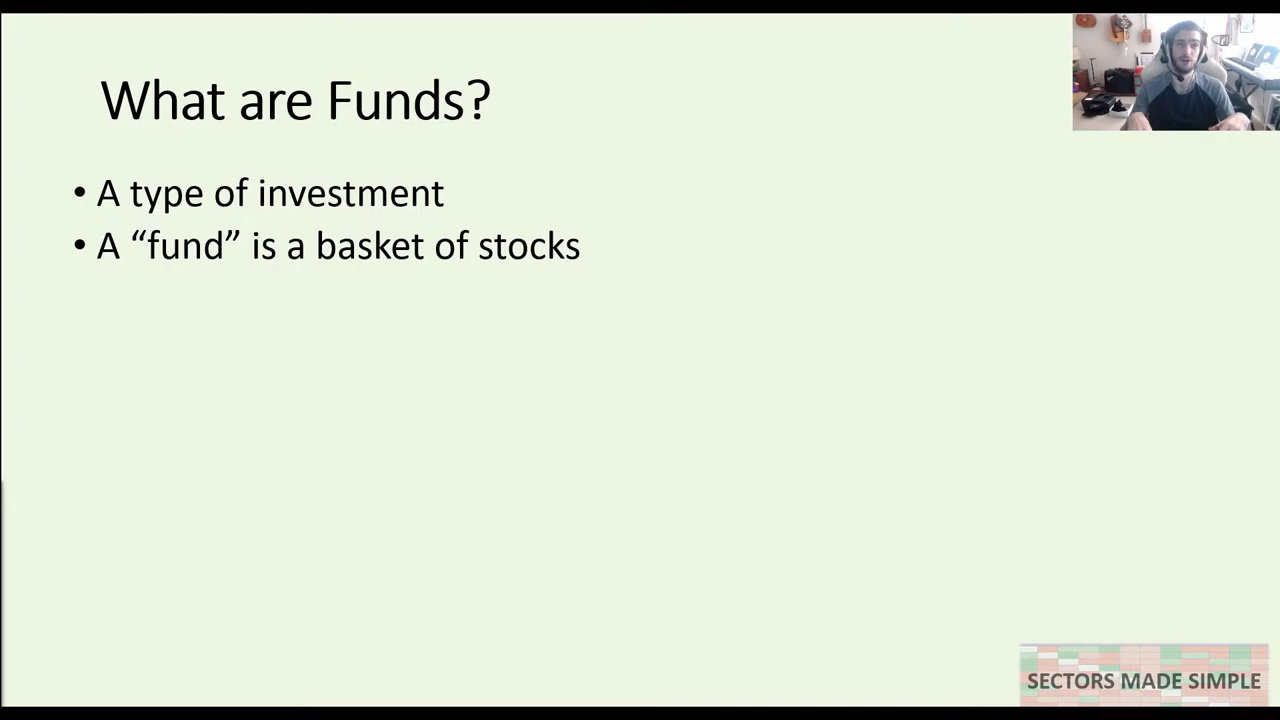 What are Funds?
• A type of investment
• A “fund” is a basket of stocks
SECTORS MADE SIMPLE